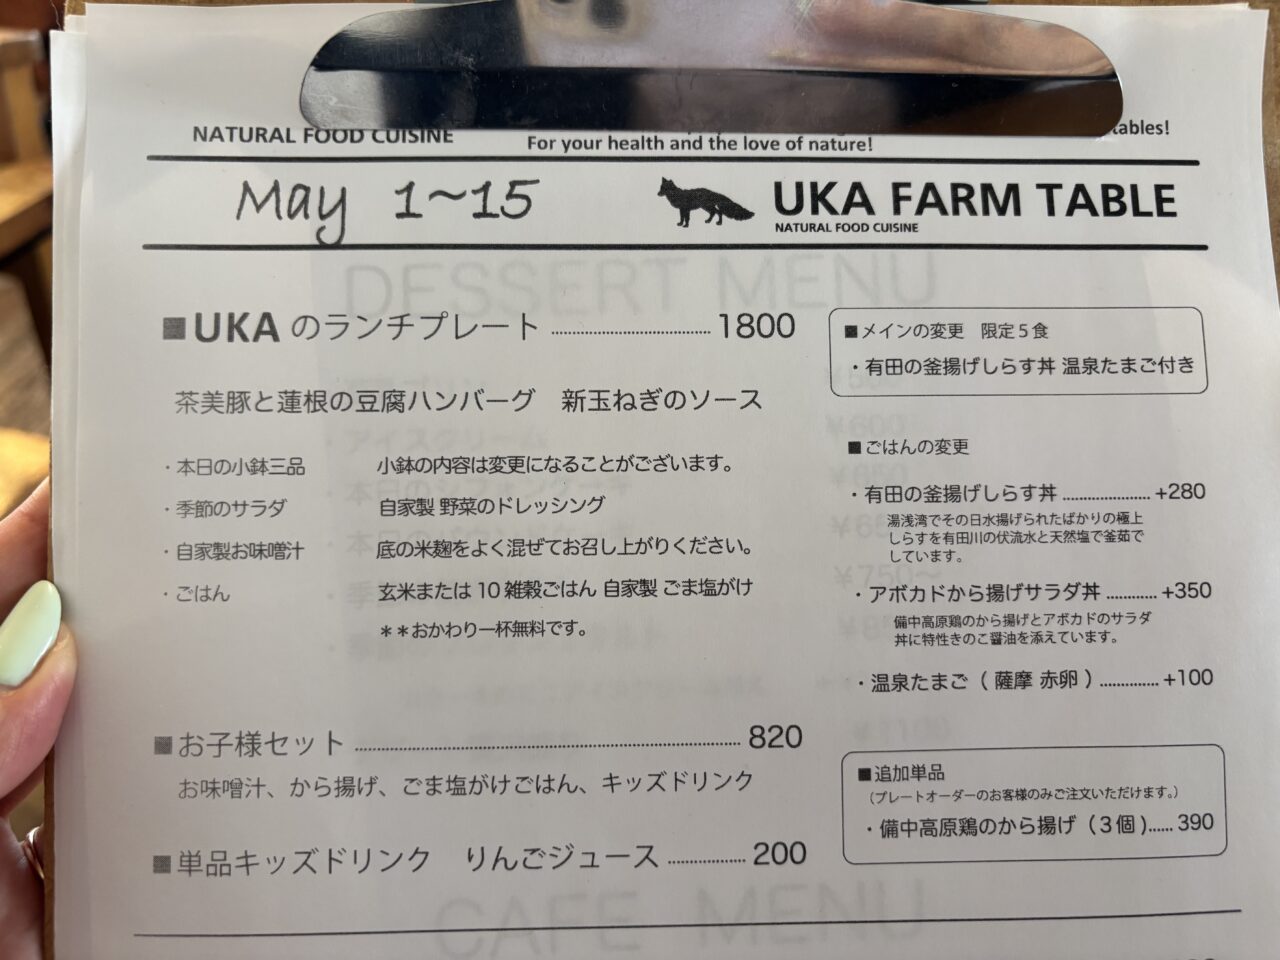 NATURAL FOOD CUISINE
tables!
For your health and the love of nature!
May 1~15
UKA FARM TABLE
NATURAL FOOD CUISINE
■UKA のランチプレート ........ 1800
茶美豚と蓮根の豆腐ハンバーグ 新玉ねぎのソース
・本日の小鉢三品 小鉢の内容は変更になることがございます。
・季節のサラダ 自家製 野菜のドレッシング
・自家製お味噌汁 底の米麹をよく混ぜてお召し上がりください。
・ごはん 玄米または 10 雑穀ごはん 自家製 ごま塩がけ
＊＊おかわり一杯無料です。
■お子様セット ........ 820
お味噌汁、から揚げ、ごま塩がけごはん、キッズドリンク
■単品キッズドリンク りんごジュース ........ 200
■メインの変更 限定５食
・有田の釜揚げしらす丼 温泉たまご付き
■ごはんの変更
・有田の釜揚げしらす丼 ........ +280
湯浅湾でその日水揚げられたばかりの極上
しらすを有田川の伏流水と天然塩で釜茹で
しています。
・アボカドから揚げサラダ丼 ........ +350
備中高原鶏のから揚げとアボカドのサラダ
丼に特性きのこ醤油を添えています。
・温泉たまご（ 薩摩 赤卵 ）........ +100
■追加単品
（プレートオーダーのお客様のみご注文いただけます。）
・備中高原鶏のから揚げ（３個）...... 390
DESSERT MENU
・アイスクリーム
¥600
¥750~
CAFE MENU